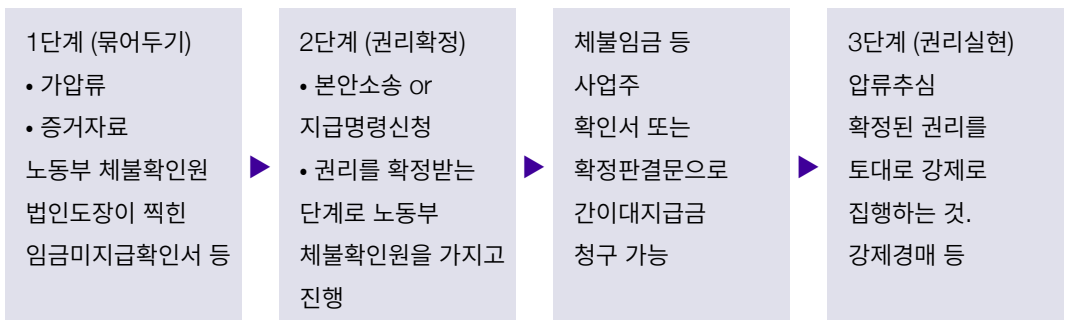 1단계 (묶어두기)
• 가압류
• 증거자료
노동부 체불확인원
법인도장이 찍힌
임금미지급확인서 등
2단계 (권리확정)
• 본안소송 or
지급명령신청
• 권리를 확정받는
단계로 노동부
체불확인원을 가지고
진행
체불임금 등
사업주
확인서 또는
확정판결문으로
간이대지급금
청구 가능
3단계 (권리실현)
압류추심
확정된 권리를
토대로 강제로
집행하는 것.
강제경매 등